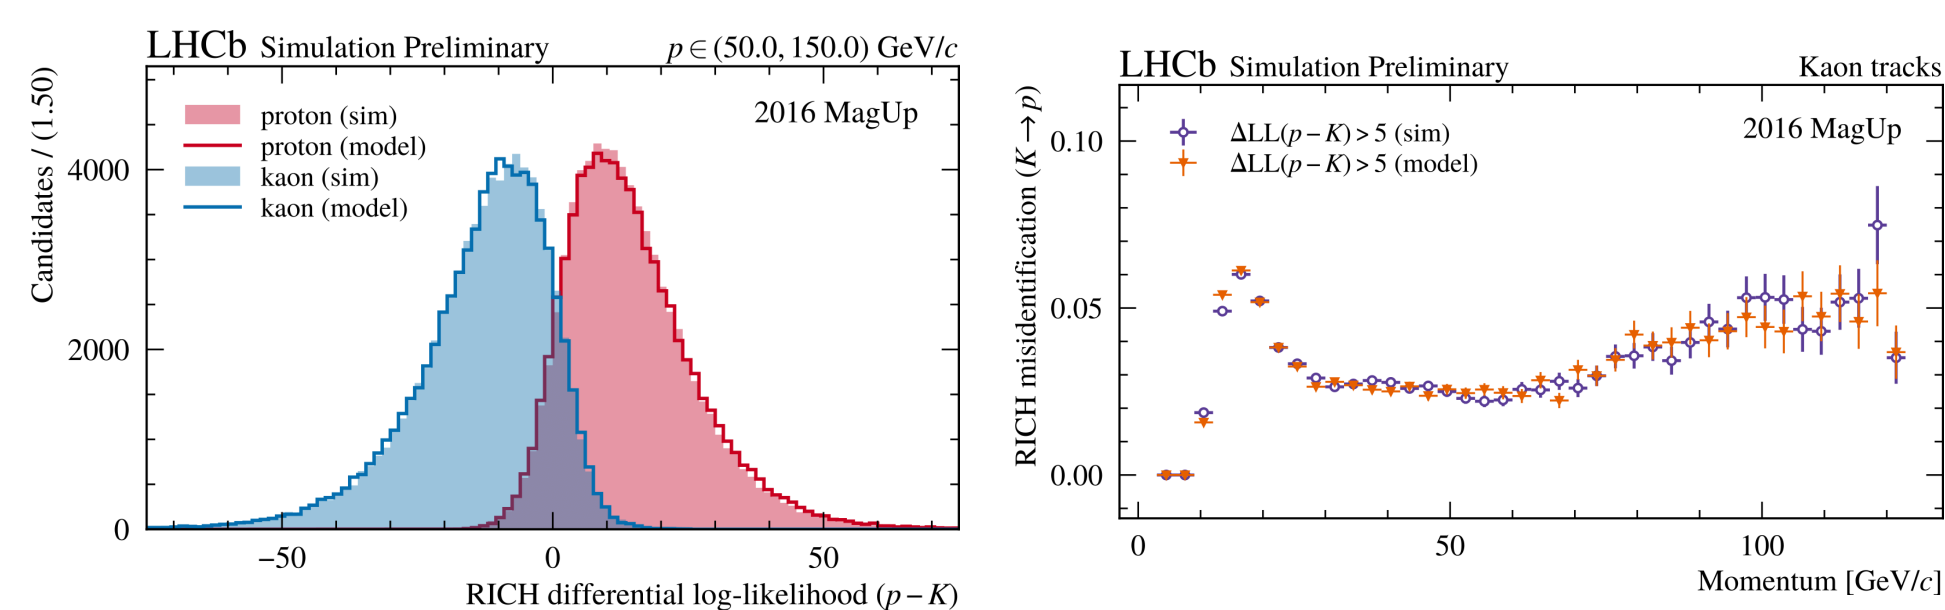 LHCb Simulation Preliminary p ∈ (50.0, 150.0) GeV/c
2016 MagUp
proton (sim)
proton (model)
kaon (sim)
kaon (model)
Candidates / (1.50)
4000
2000
0
−50 0 50
RICH differential log-likelihood (p − K)
LHCb Simulation Preliminary Kaon tracks
2016 MagUp
ΔLL(p − K) > 5 (sim)
ΔLL(p − K) > 5 (model)
RICH misidentification (K → p)
0.10
0.05
0.00
0 50 100
Momentum [GeV/c]